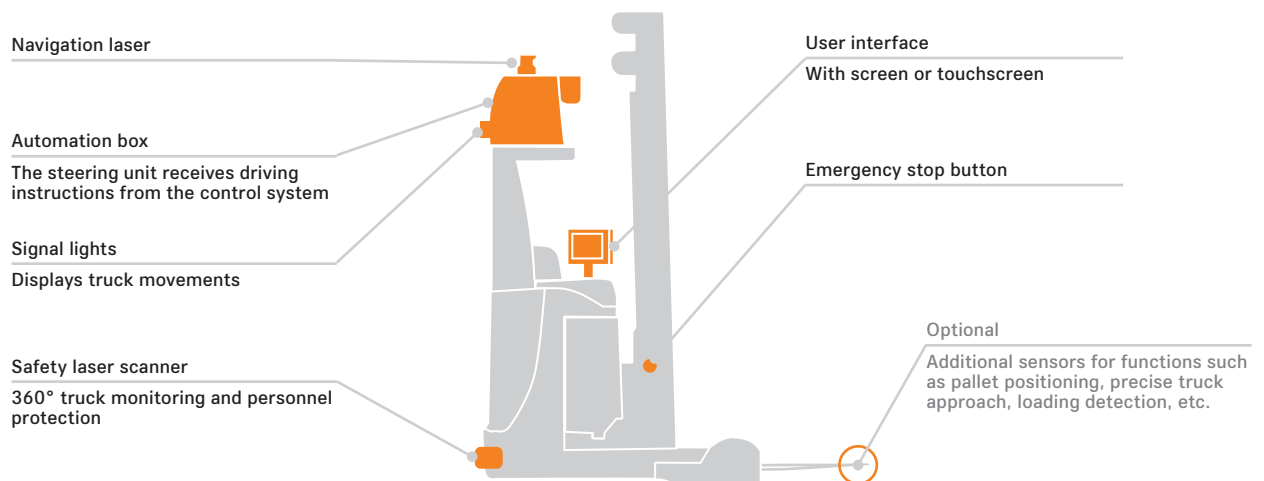 Navigation laser
Automation box
The steering unit receives driving
instructions from the control system
Signal lights
Displays truck movements
Safety laser scanner
360° truck monitoring and personnel
protection
User interface
With screen or touchscreen
Emergency stop button
Optional
Additional sensors for functions such
as pallet positioning, precise truck
approach, loading detection, etc.